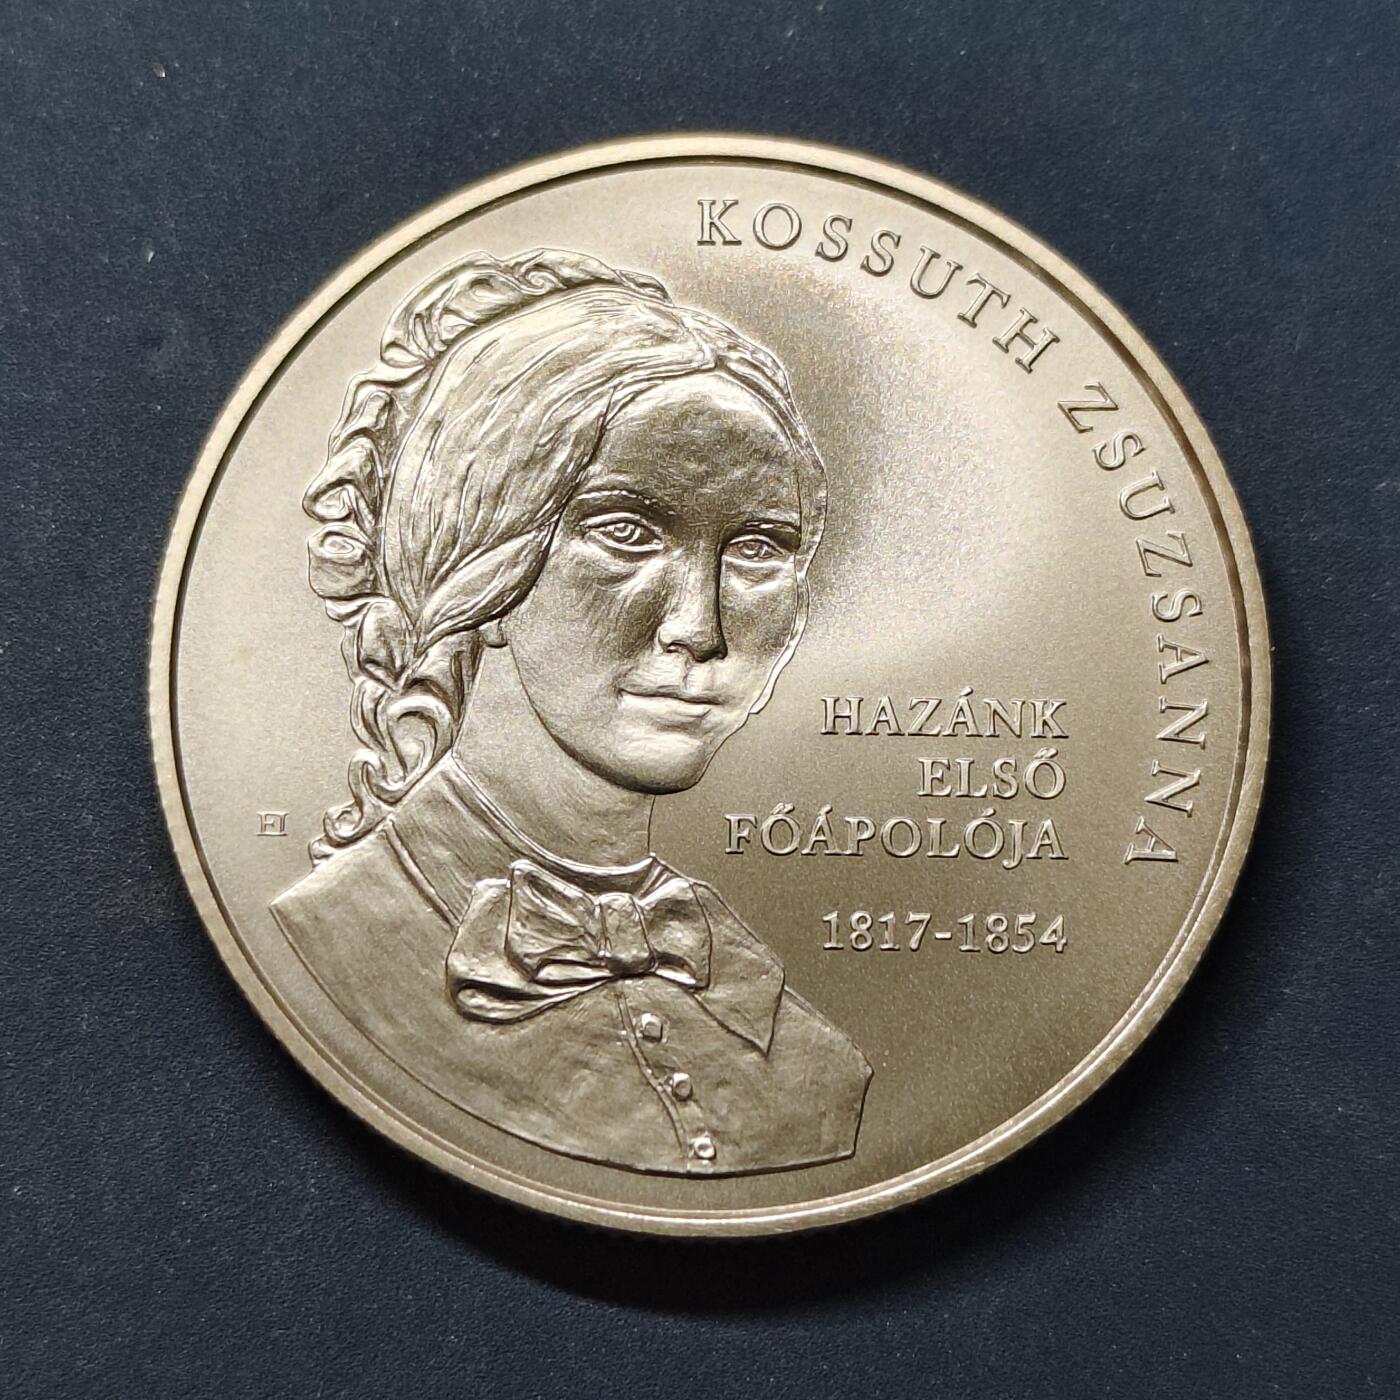 KOSSUTH ZSUZSANNA
HAZÁNK
ELSŐ
FŐÁPOLÓJA
1817-1854